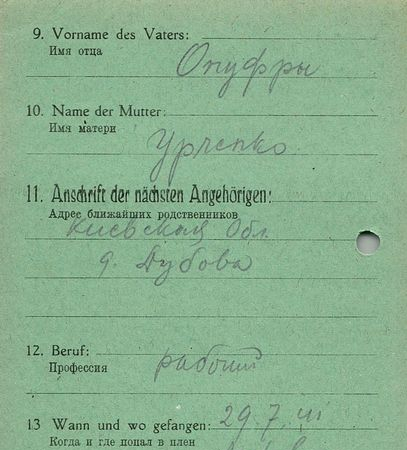 9. Vorname des Vaters:
Имя отца
Онуфры
10. Name der Mutter:
Имя матери
Урченко
11. Anschrift der nächsten Angehörigen:
Адрес ближайших родственников
Киевская Обл.
д. Дубова
12. Beruf:
Профессия
рабочий
13 Wann und wo gefangen: 29.7.41
Когда и где попал в плен